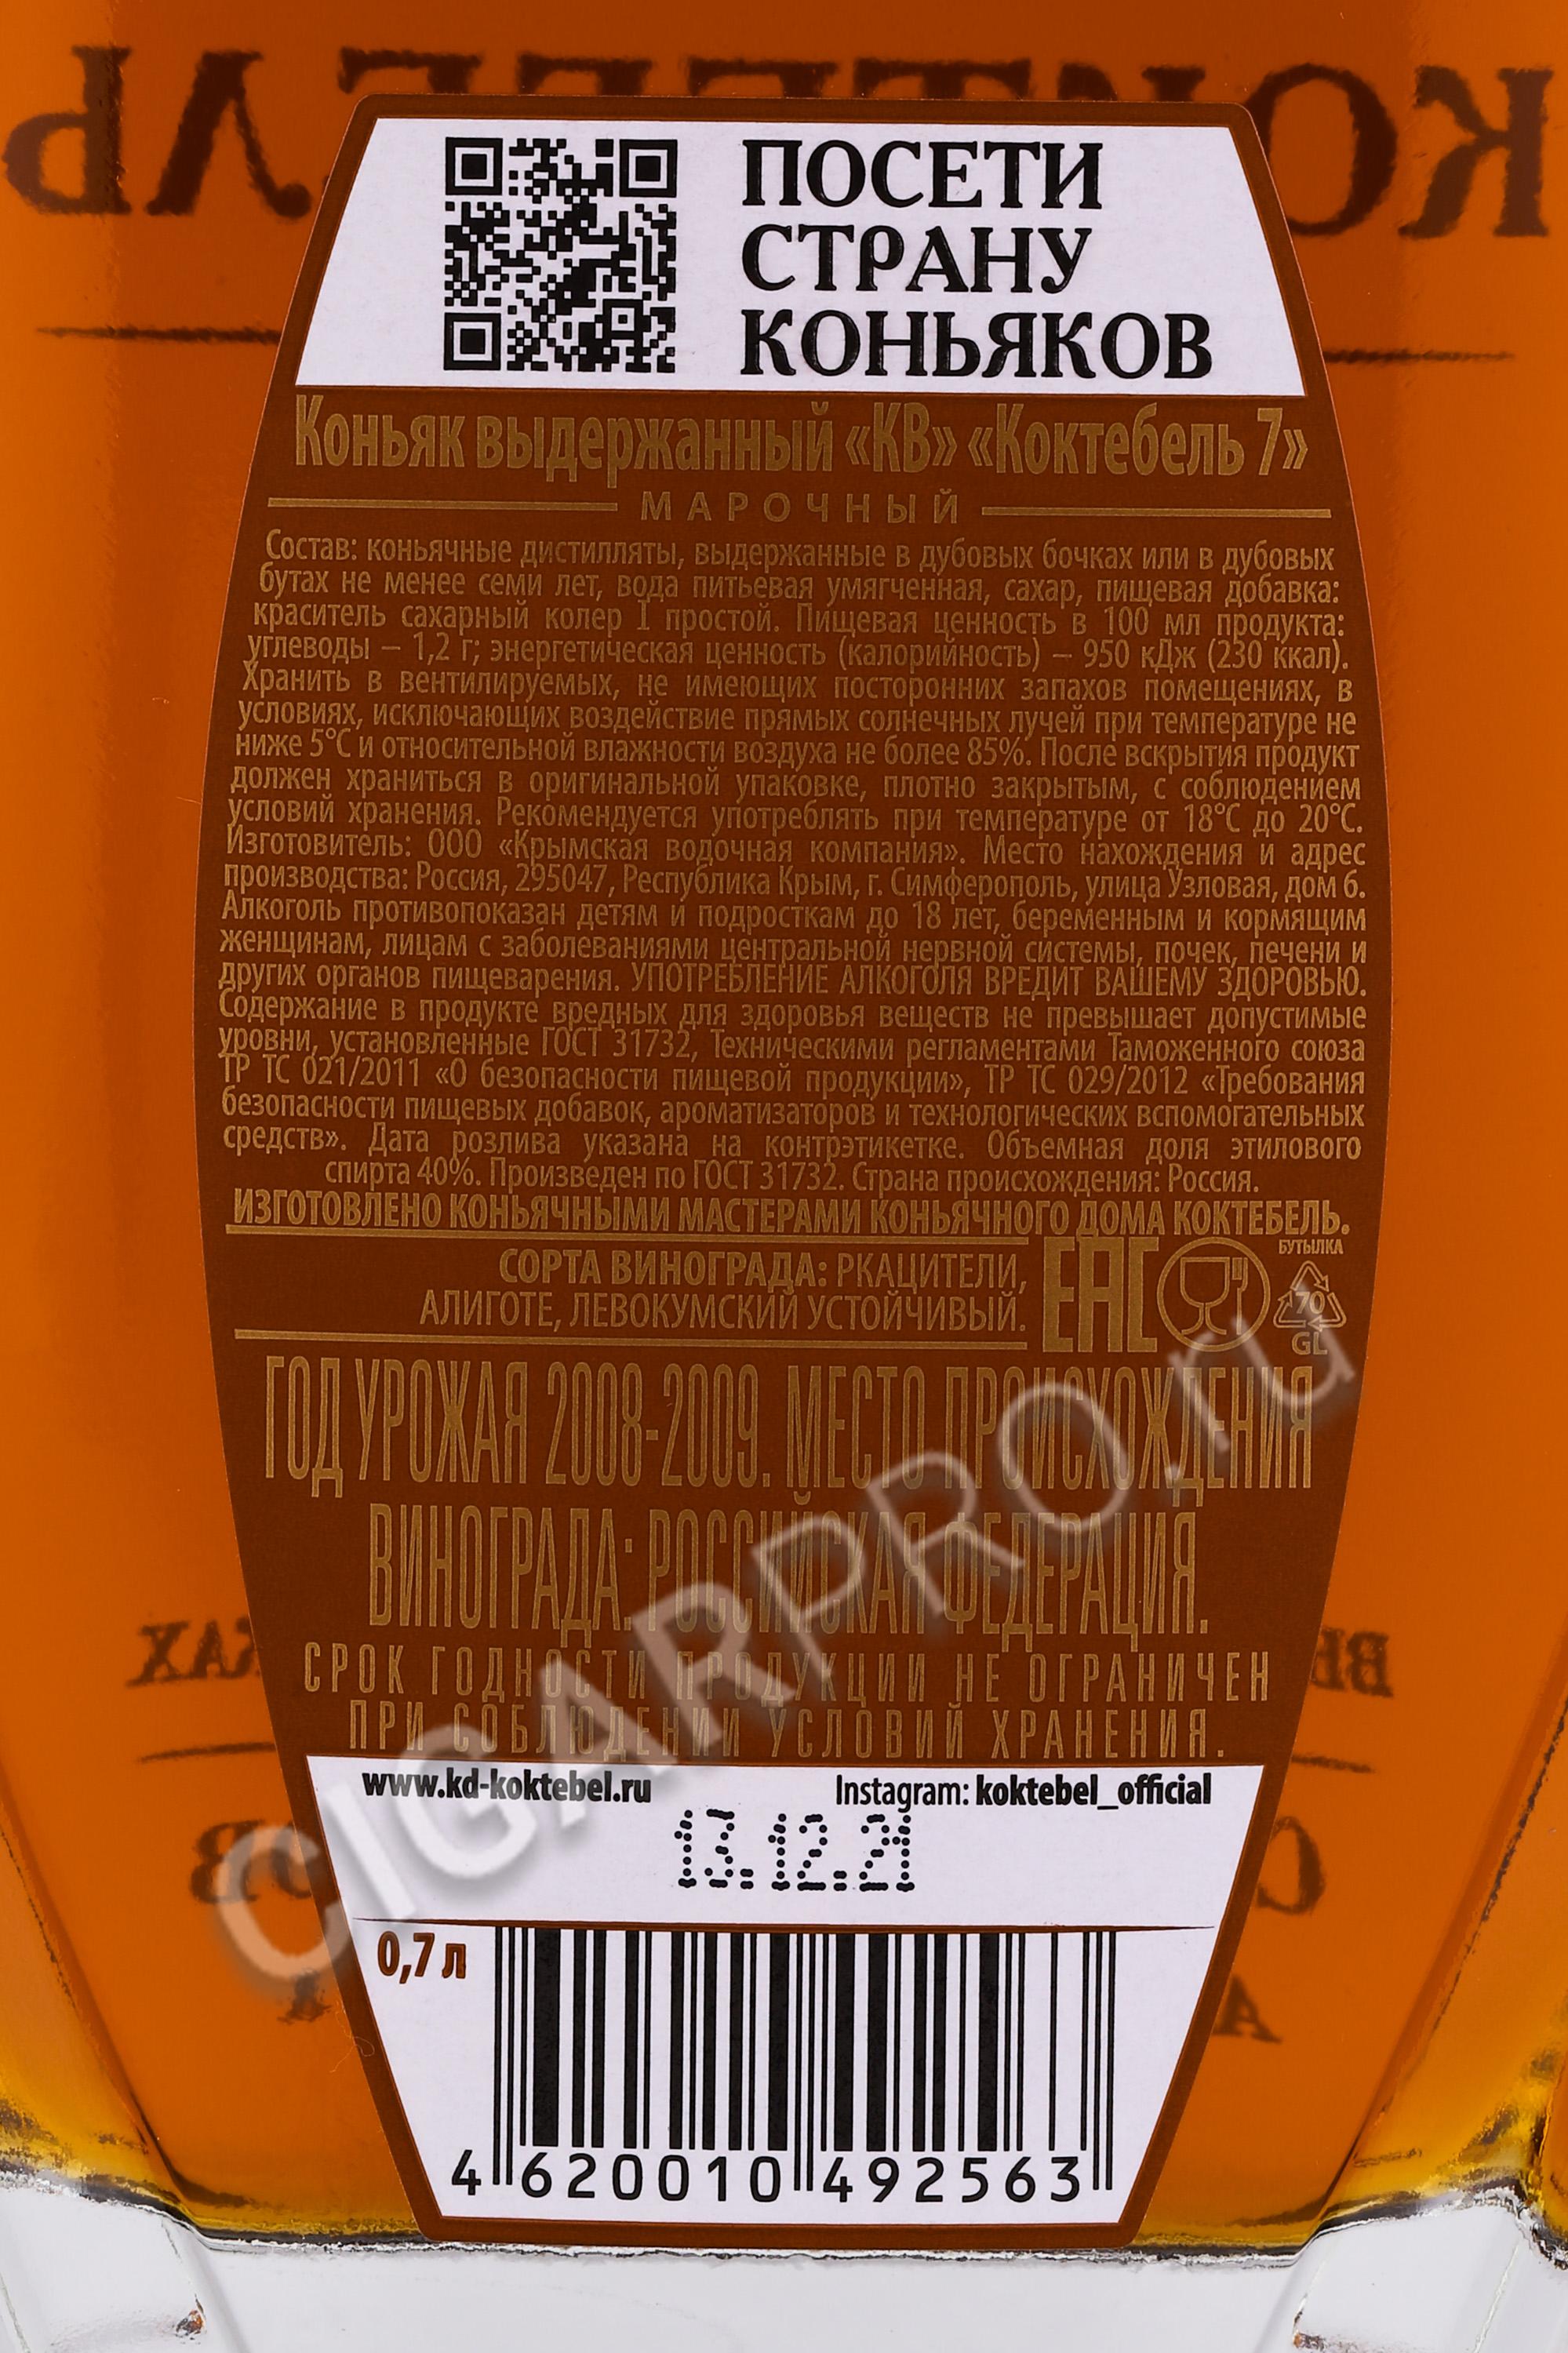 ПОСЕТИ
СТРАНУ
КОНЬЯКОВ
Коньяк выдержанный «КВ» «Коктебель 7»
МАРОЧНЫЙ
Состав: коньячные дистилляты, выдержанные в дубовых бочках или в дубовых
бутах не менее семи лет, вода питьевая умягченная, сахар, пищевая добавка:
краситель сахарный колер I простой. Пищевая ценность в 100 мл продукта:
углеводы – 1,2 г; энергетическая ценность (калорийность) – 950 кДж (230 ккал).
Хранить в вентилируемых, не имеющих посторонних запахов помещениях, в
условиях, исключающих воздействие прямых солнечных лучей при температуре не
ниже 5°С и относительной влажности воздуха не более 85%. После вскрытия продукт
должен храниться в оригинальной упаковке, плотно закрытым, с соблюдением
условий хранения. Рекомендуется употреблять при температуре от 18°С до 20°С.
Изготовитель: ООО «Крымская водочная компания». Место нахождения и адрес
производства: Россия, 295047, Республика Крым, г. Симферополь, улица Узловая, дом 6.
Алкоголь противопоказан детям и подросткам до 18 лет, беременным и кормящим
женщинам, лицам с заболеваниями центральной нервной системы, почек, печени и
других органов пищеварения. УПОТРЕБЛЕНИЕ АЛКОГОЛЯ ВРЕДИТ ВАШЕМУ ЗДОРОВЬЮ.
Содержание в продукте вредных для здоровья веществ не превышает допустимые
уровни, установленные ГОСТ 31732, Техническими регламентами Таможенного союза
ТР ТС 021/2011 «О безопасности пищевой продукции», ТР ТС 029/2012 «Требования
безопасности пищевых добавок, ароматизаторов и технологических вспомогательных
средств». Дата розлива указана на контрэтикетке. Объемная доля этилового
спирта 40%. Произведен по ГОСТ 31732. Страна происхождения: Россия.
ИЗГОТОВЛЕНО КОНЬЯЧНЫМИ МАСТЕРАМИ КОНЬЯЧНОГО ДОМА КОКТЕБЕЛЬ.
СОРТА ВИНОГРАДА: РКАЦИТЕЛИ,
АЛИГОТЕ, ЛЕВОКУМСКИЙ УСТОЙЧИВЫЙ.
EAC
БУТЫЛКА
70
GL
ГОД УРОЖАЯ 2008-2009. МЕСТО ПРОИСХОЖДЕНИЯ
ВИНОГРАДА: РОССИЙСКАЯ ФЕДЕРАЦИЯ.
СРОК ГОДНОСТИ ПРОДУКЦИИ НЕ ОГРАНИЧЕН
ПРИ СОБЛЮДЕНИИ УСЛОВИЙ ХРАНЕНИЯ.
www.kd-koktebel.ru Instagram: koktebel_official
13.12.21
0,7 л
4 620010 492563
CIGARPRO.ru